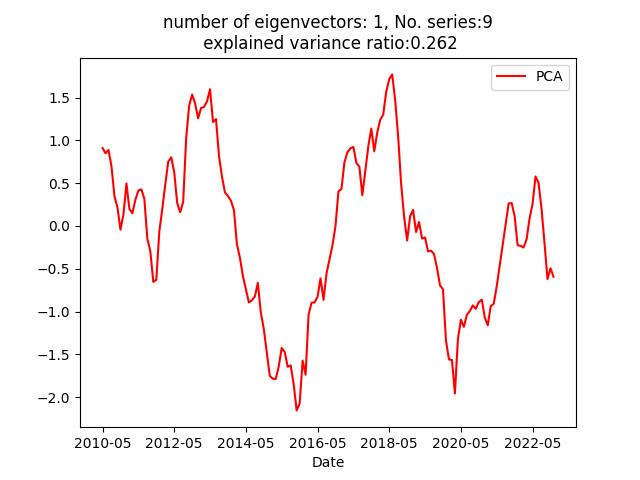 number of eigenvectors: 1, No. series:9
explained variance ratio:0.262
PCA
1.5
1.0
0.5
0.0
−0.5
−1.0
−1.5
−2.0
2010-05 2012-05 2014-05 2016-05 2018-05 2020-05 2022-05
Date